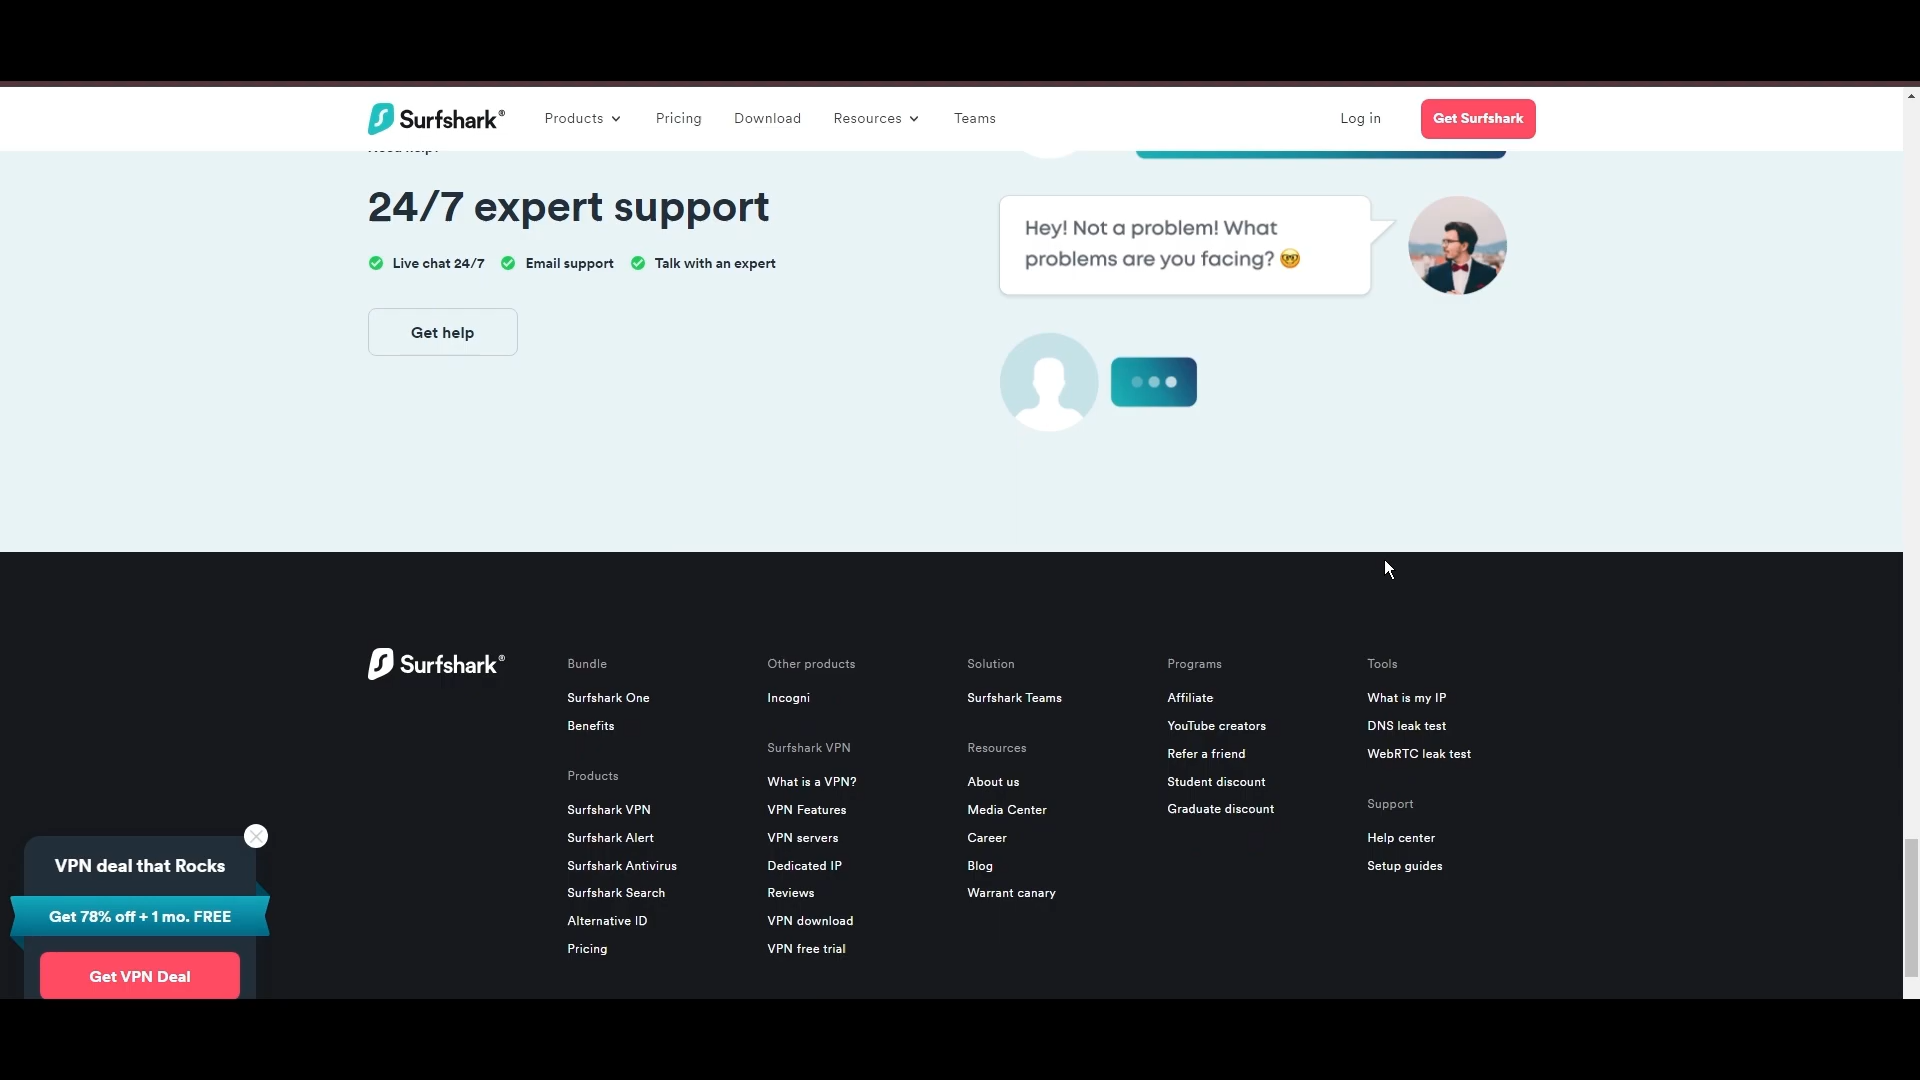 Surfshark®
Products
Pricing
Download
Resources
Teams
Log in
Get Surfshark
24/7 expert support
Live chat 24/7
Email support
Talk with an expert
Get help
Hey! Not a problem! What
problems are you facing? 🤓
Surfshark®
Bundle
Surfshark One
Benefits
Products
Surfshark VPN
Surfshark Alert
Surfshark Antivirus
Surfshark Search
Alternative ID
Pricing
Other products
Incogni
Surfshark VPN
What is a VPN?
VPN Features
VPN servers
Dedicated IP
Reviews
VPN download
VPN free trial
Solution
Surfshark Teams
Resources
About us
Media Center
Career
Blog
Warrant canary
Programs
Affiliate
YouTube creators
Refer a friend
Student discount
Graduate discount
Tools
What is my IP
DNS leak test
WebRTC leak test
Support
Help center
Setup guides
VPN deal that Rocks
Get 78% off + 1 mo. FREE
Get VPN Deal